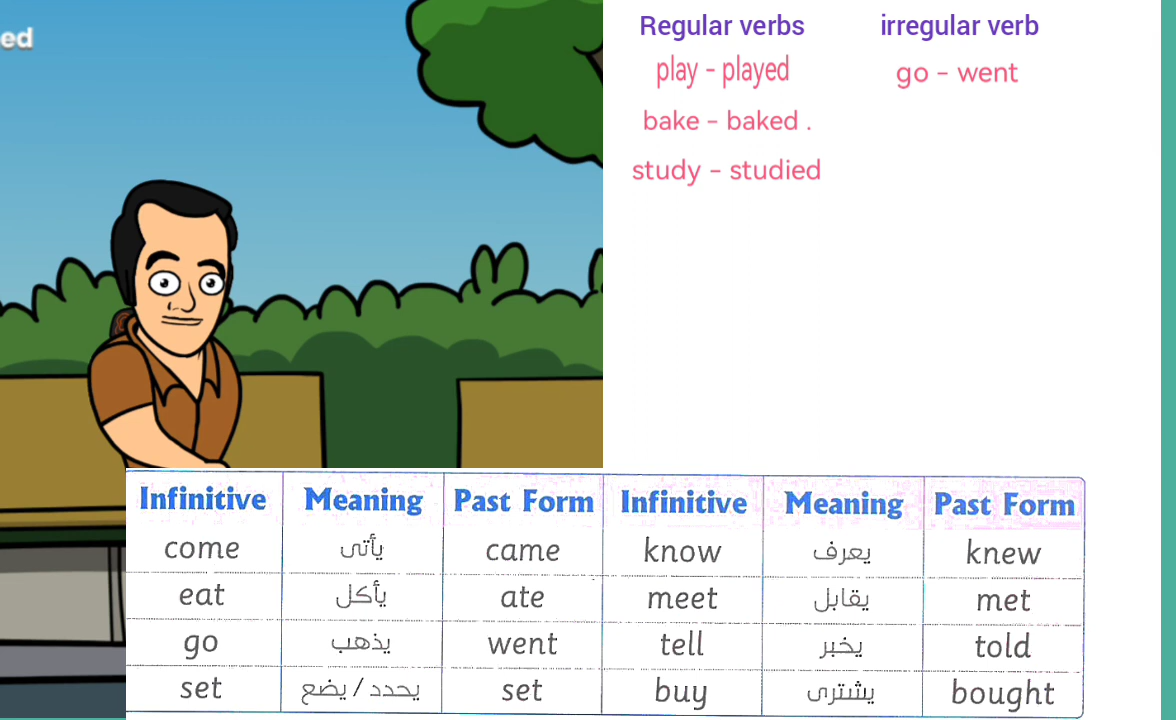 ed
Regular verbs irregular verb
play - played go - went
bake - baked .
study - studied
Infinitive Meaning Past Form Infinitive Meaning Past Form
come يأتى came know يعرف knew
eat يأكل ate meet يقابل met
go يذهب went tell يخبر told
set يحدد / يضع set buy يشترى bought